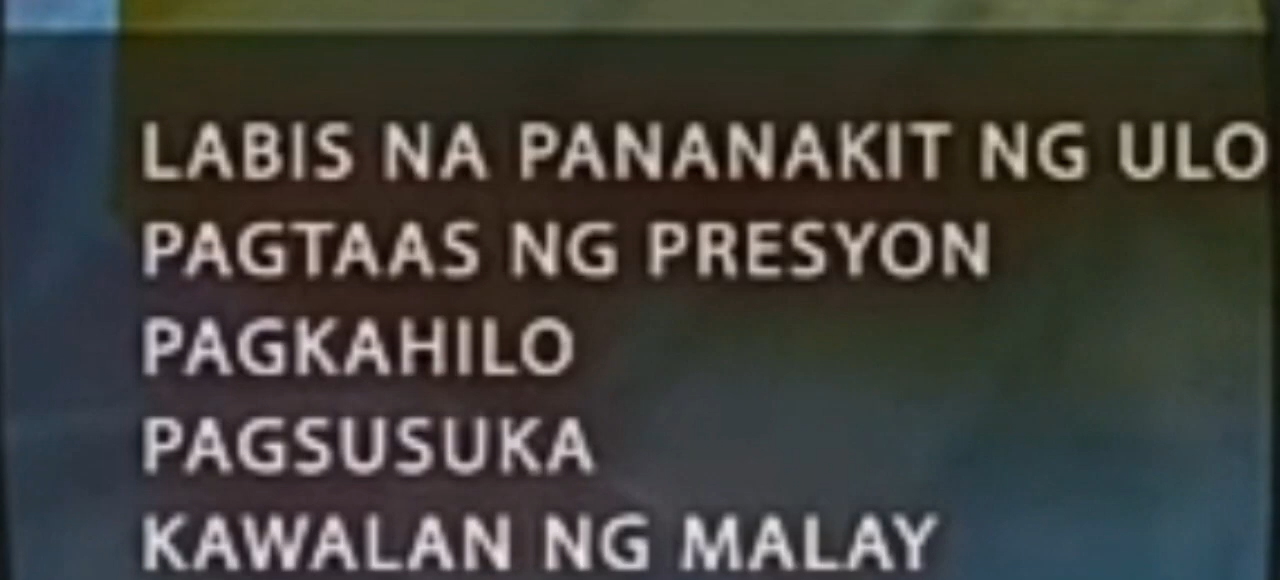 LABIS NA PANANAKIT NG ULO
PAGTAAS NG PRESYON
PAGKAHILO
PAGSUSUKA
KAWALAN NG MALAY